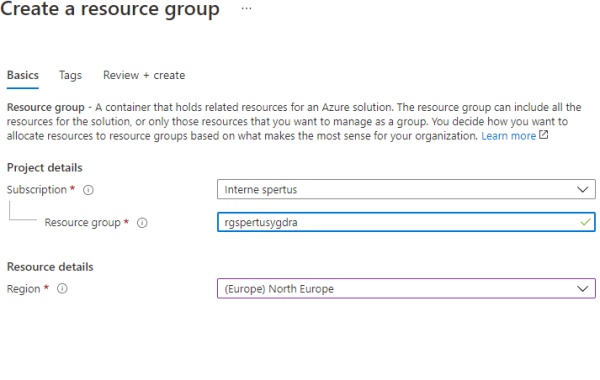 Create a resource group ...
Basics Tags Review + create
Resource group - A container that holds related resources for an Azure solution. The resource group can include all the
resources for the solution, or only those resources that you want to manage as a group. You decide how you want to
allocate resources to resource groups based on what makes the most sense for your organization. Learn more
Project details
Subscription * Interne spertus
Resource group * rgspertusygdra
Resource details
Region * (Europe) North Europe